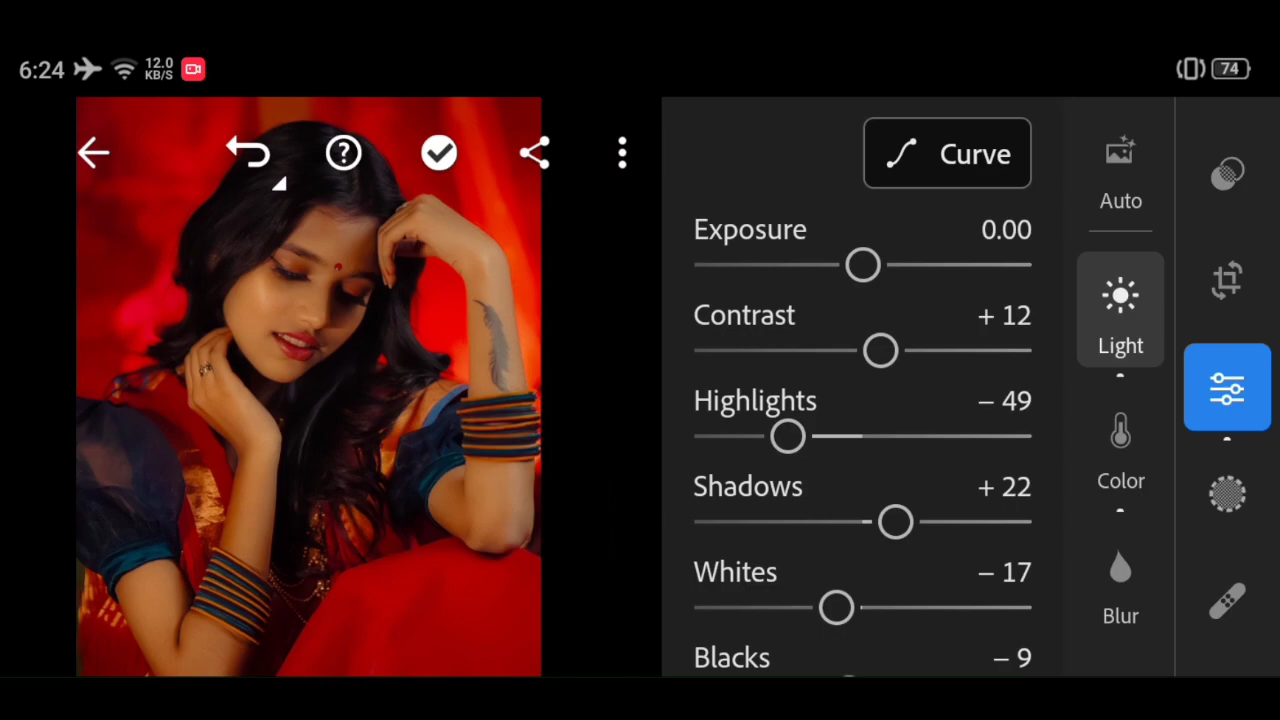 6:24 12.0 KB/S 74
Curve
Exposure 0.00
Contrast + 12
Highlights – 49
Shadows + 22
Whites – 17
Blacks – 9
Auto
Light
Color
Blur